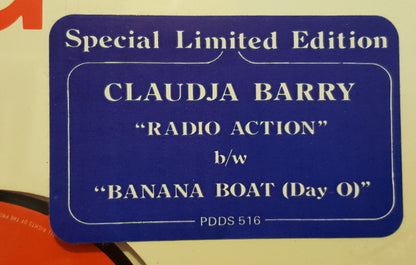 Special Limited Edition
CLAUDJA BARRY
“RADIO ACTION”
b/w
“BANANA BOAT (Day O)”
PDDS 516